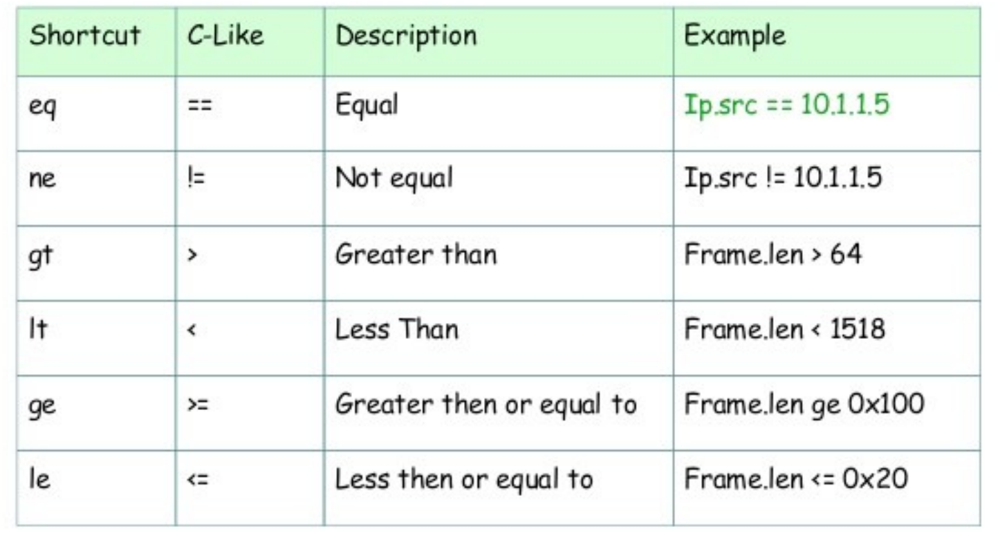 Shortcut C-Like Description Example
eq == Equal Ip.src == 10.1.1.5
ne != Not equal Ip.src != 10.1.1.5
gt > Greater than Frame.len > 64
lt < Less Than Frame.len < 1518
ge >= Greater then or equal to Frame.len ge 0x100
le <= Less then or equal to Frame.len <= 0x20